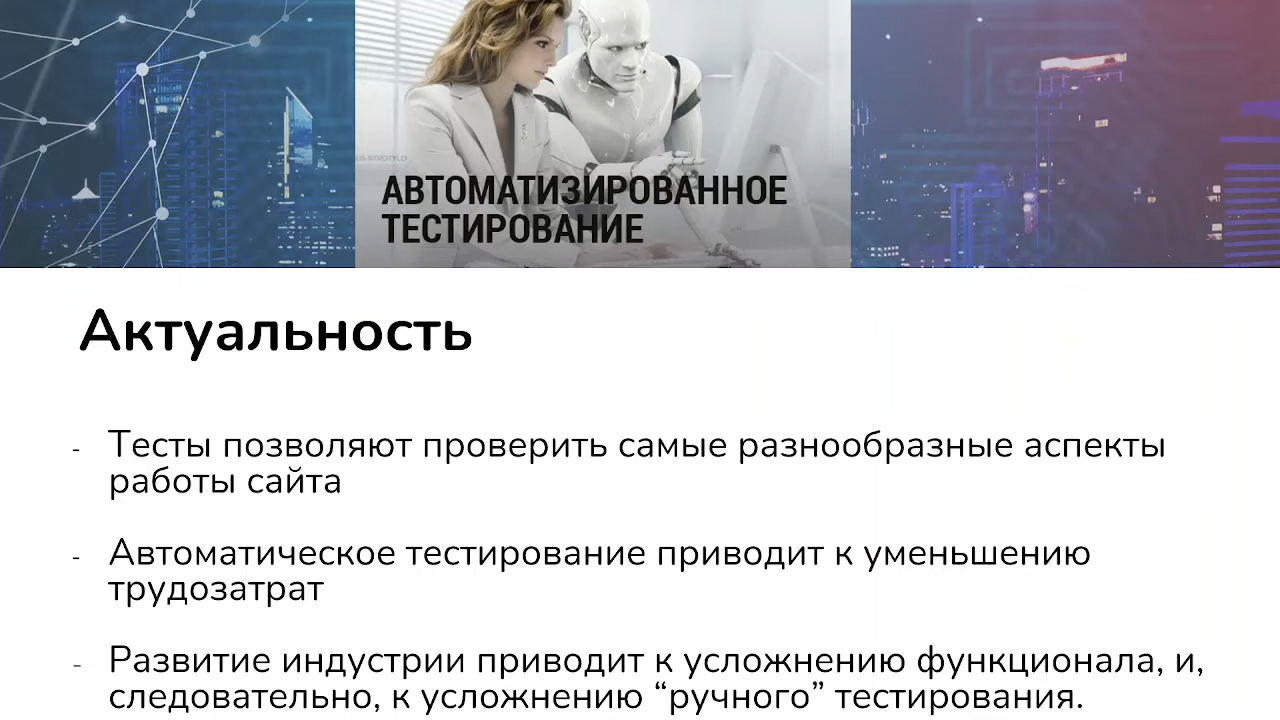 АВТОМАТИЗИРОВАННОЕ
ТЕСТИРОВАНИЕ
Актуальность
- Тесты позволяют проверить самые разнообразные аспекты
работы сайта
- Автоматическое тестирование приводит к уменьшению
трудозатрат
- Развитие индустрии приводит к усложнению функционала, и,
следовательно, к усложнению “ручного” тестирования.